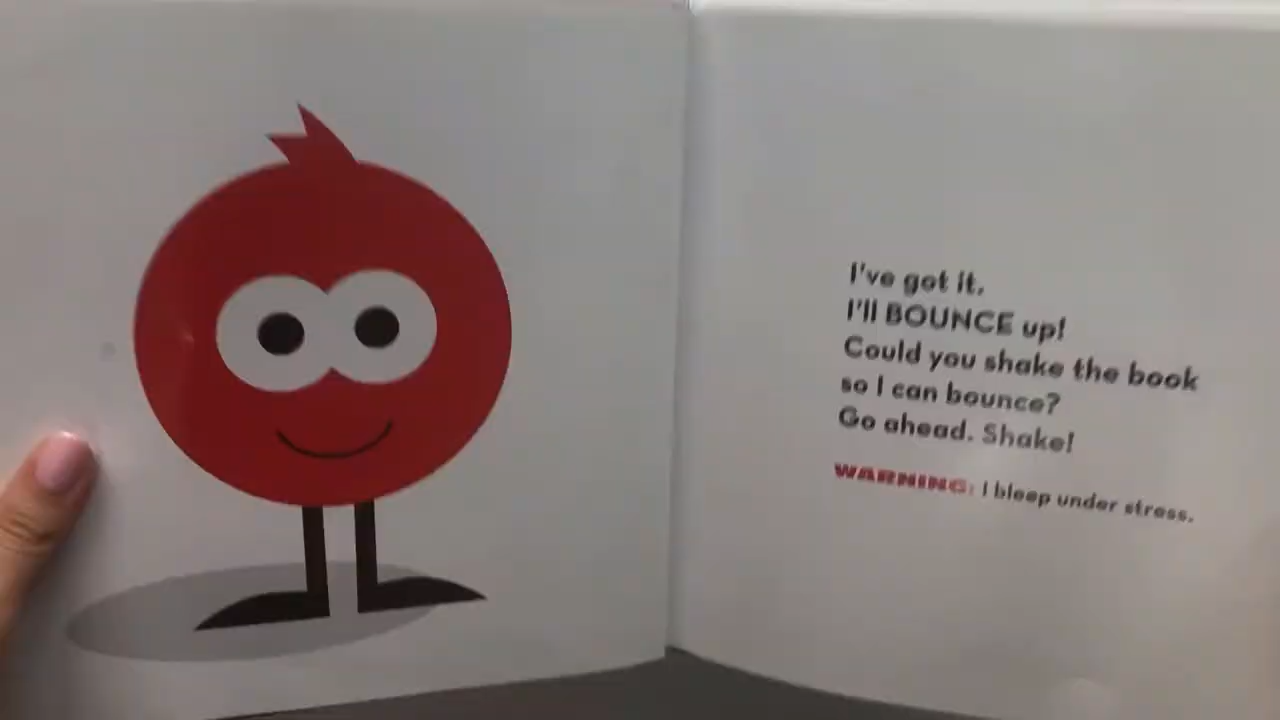 I've got it.
I'll BOUNCE up!
Could you shake the book
so I can bounce?
Go ahead. Shake!
WARNING: I bleep under stress.